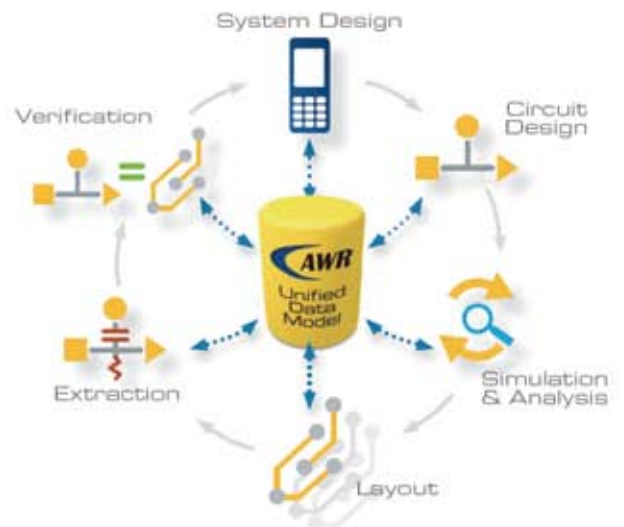 System Design
Circuit
Design
Simulation
& Analysis
Layout
Extraction
Verification
AWR
Unified
Data
Model